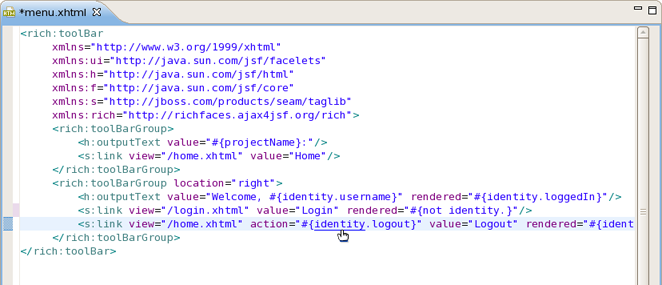 *menu.xhtml
<rich:toolBar
xmlns="http://www.w3.org/1999/xhtml"
xmlns:ui="http://java.sun.com/jsf/facelets"
xmlns:h="http://java.sun.com/jsf/html"
xmlns:f="http://java.sun.com/jsf/core"
xmlns:s="http://jboss.com/products/seam/taglib"
xmlns:rich="http://richfaces.ajax4jsf.org/rich">
<rich:toolBarGroup>
<h:outputText value="#{projectName}:"/>
<s:link view="/home.xhtml" value="Home"/>
</rich:toolBarGroup>
<rich:toolBarGroup location="right">
<h:outputText value="Welcome, #{identity.username}" rendered="#{identity.loggedIn}"/>
<s:link view="/login.xhtml" value="Login" rendered="#{not identity.}"/>
<s:link view="/home.xhtml" action="#{identity.logout}" value="Logout" rendered="#{ident
</rich:toolBarGroup>
</rich:toolBar>